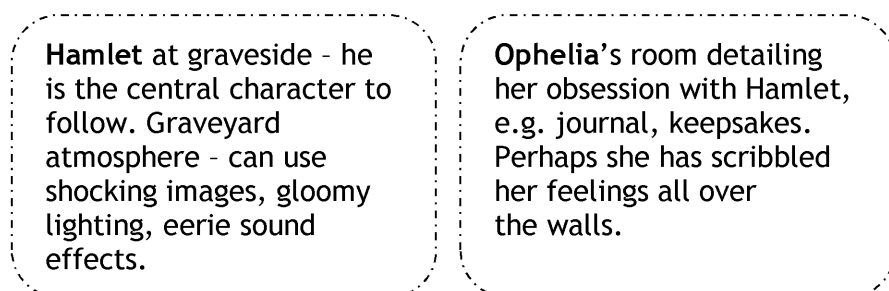 Hamlet at graveside - he
is the central character to
follow. Graveyard
atmosphere - can use
shocking images, gloomy
lighting, eerie sound
effects.
Ophelia’s room detailing
her obsession with Hamlet,
e.g. journal, keepsakes.
Perhaps she has scribbled
her feelings all over
the walls.